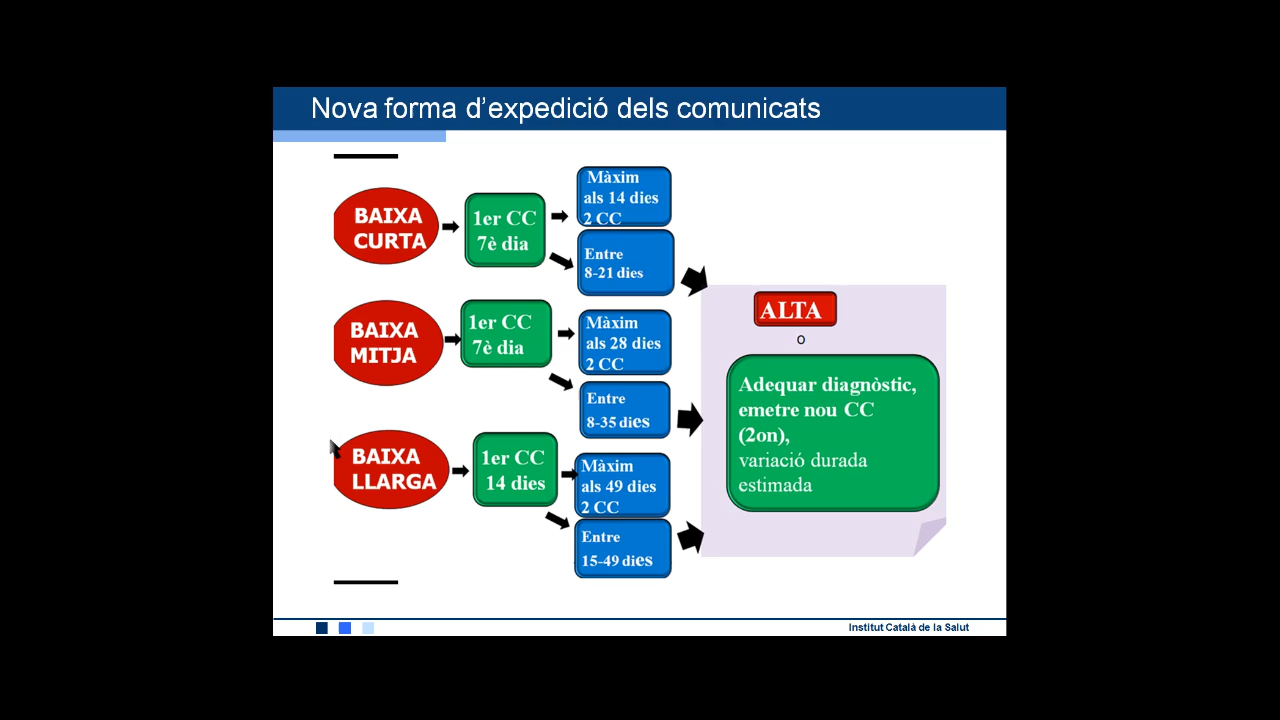 Nova forma d'expedició dels comunicats
BAIXA
CURTA
1er CC
7è dia
Màxim
als 14 dies
2 CC
Entre
8-21 dies
BAIXA
MITJA
1er CC
7è dia
Màxim
als 28 dies
2 CC
Entre
8-35 dies
BAIXA
LLARGA
1er CC
14 dies
Màxim
als 49 dies
2 CC
Entre
15-49 dies
ALTA
o
Adequar diagnòstic,
emetre nou CC
(2on),
variació durada
estimada
Institut Català de la Salut